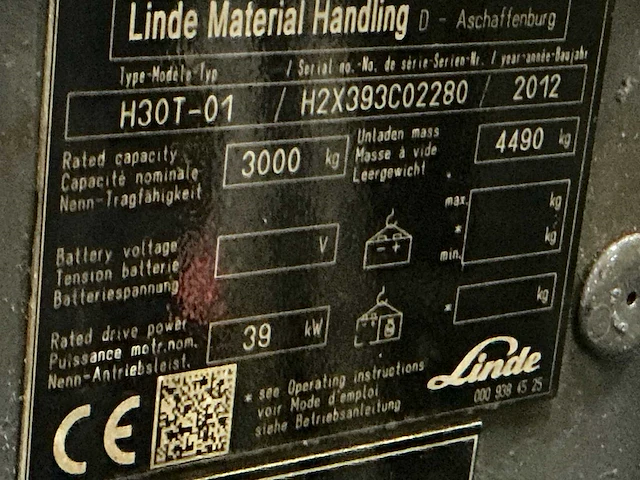 Linde Material Handling D - Aschaffenburg
Type-Modèle-Typ / Serial no.-No. de série-Serien-Nr. / year-année-Baujahr
H30T-01 / H2X393C02280 / 2012
Rated capacity
Capacité nominale
Nenn-Tragfähigkeit
3000 kg
Unladen mass
Masse à vide
Leergewicht
4490 kg
Battery voltage
Tension batterie
Batteriespannung
V
- +
max. kg
*
min. kg
Rated drive power
Puissance motr.nom.
Nenn-Antriebsleist.
39 kW
* kg
CE
* see Operating instructions
voir Mode d'emploi
siehe Betriebsanleitung
Linde
000 938 45 25